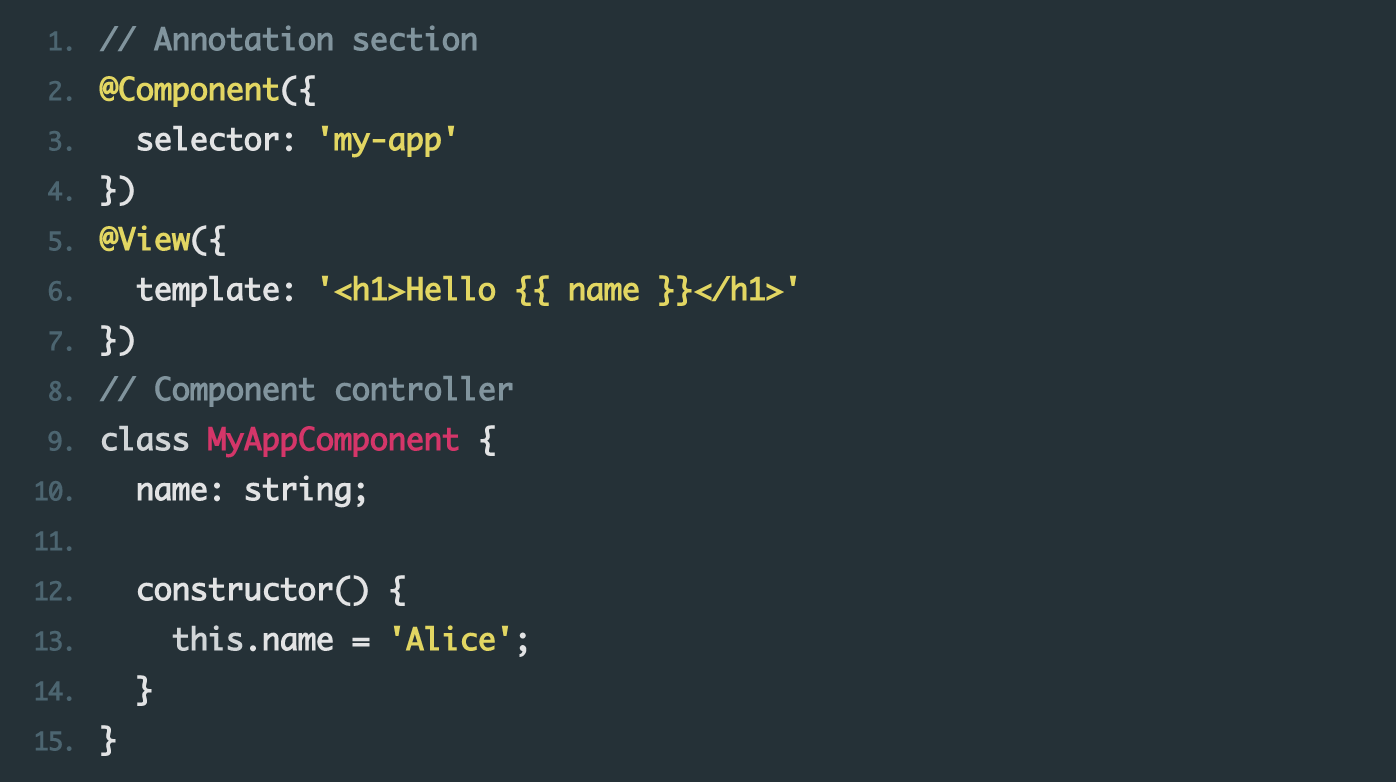 1. // Annotation section
2. @Component({
3.   selector: 'my-app'
4. })
5. @View({
6.   template: '<h1>Hello {{ name }}</h1>'
7. })
8. // Component controller
9. class MyAppComponent {
10.   name: string;
11.
12.   constructor() {
13.     this.name = 'Alice';
14.   }
15. }